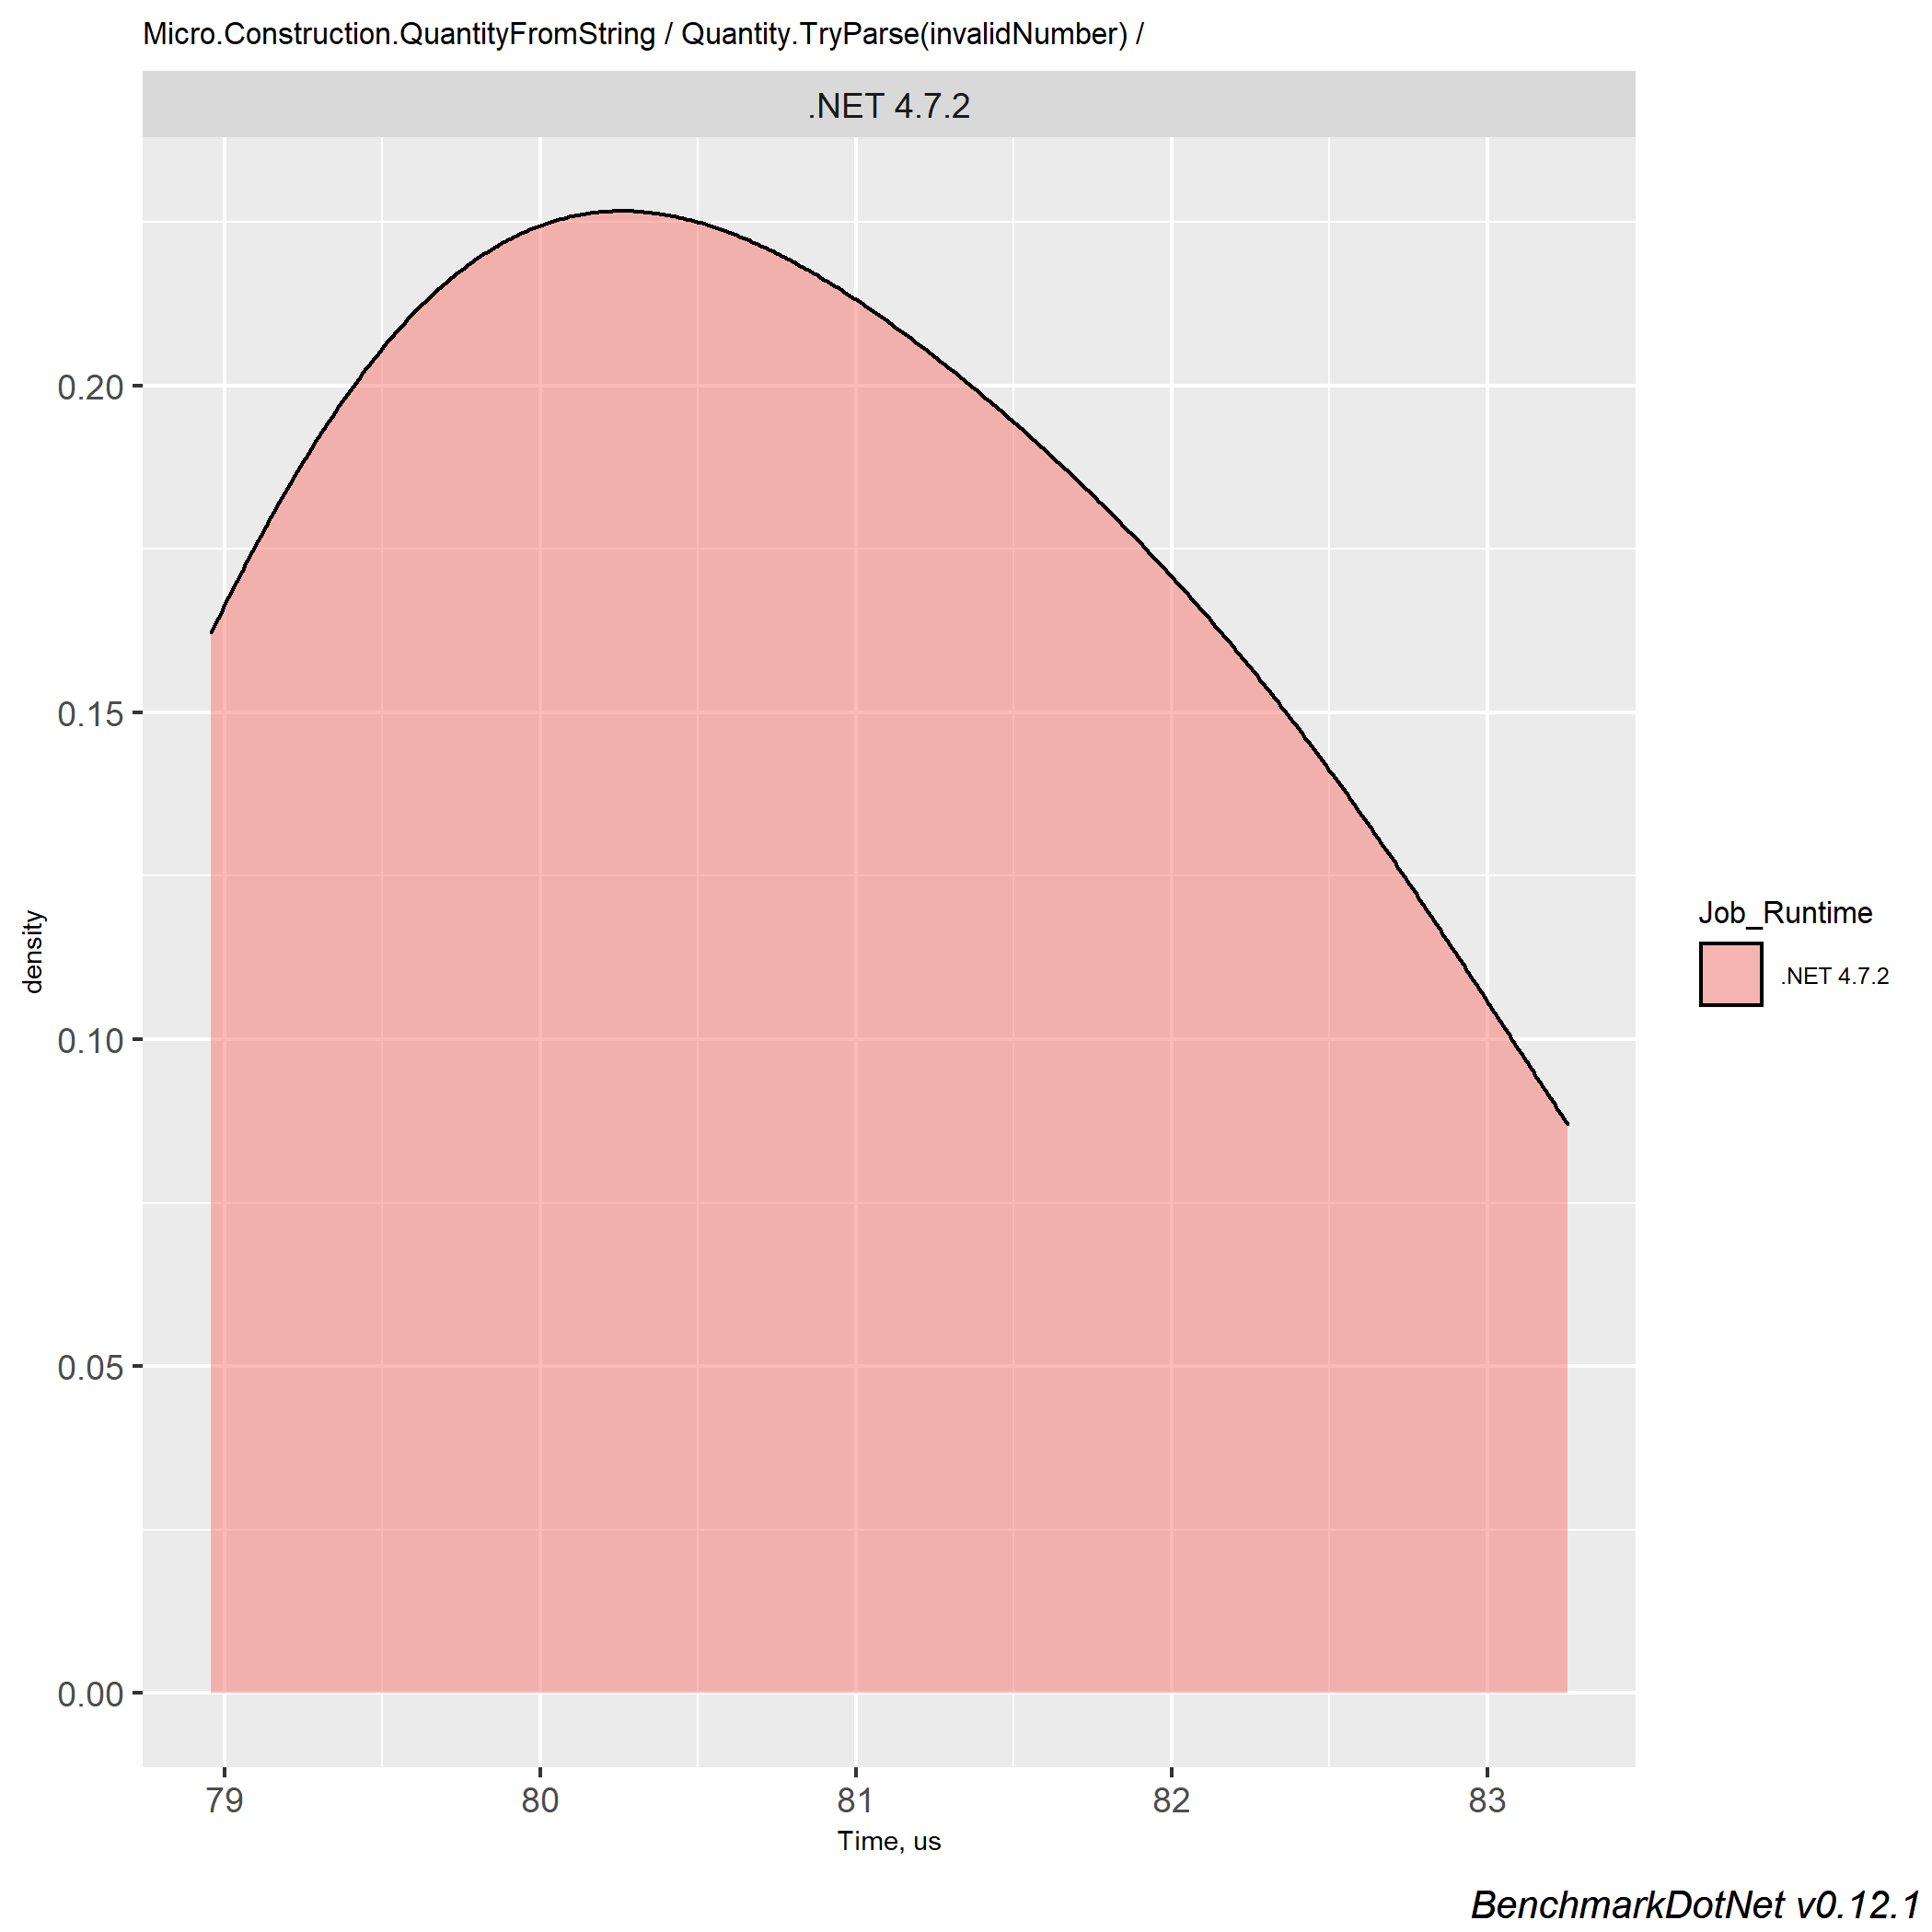 Micro.Construction.QuantityFromString / Quantity.TryParse(invalidNumber) /
.NET 4.7.2
0.20
0.15
0.10
0.05
0.00
density
79 80 81 82 83
Time, us
Job_Runtime
.NET 4.7.2
BenchmarkDotNet v0.12.1